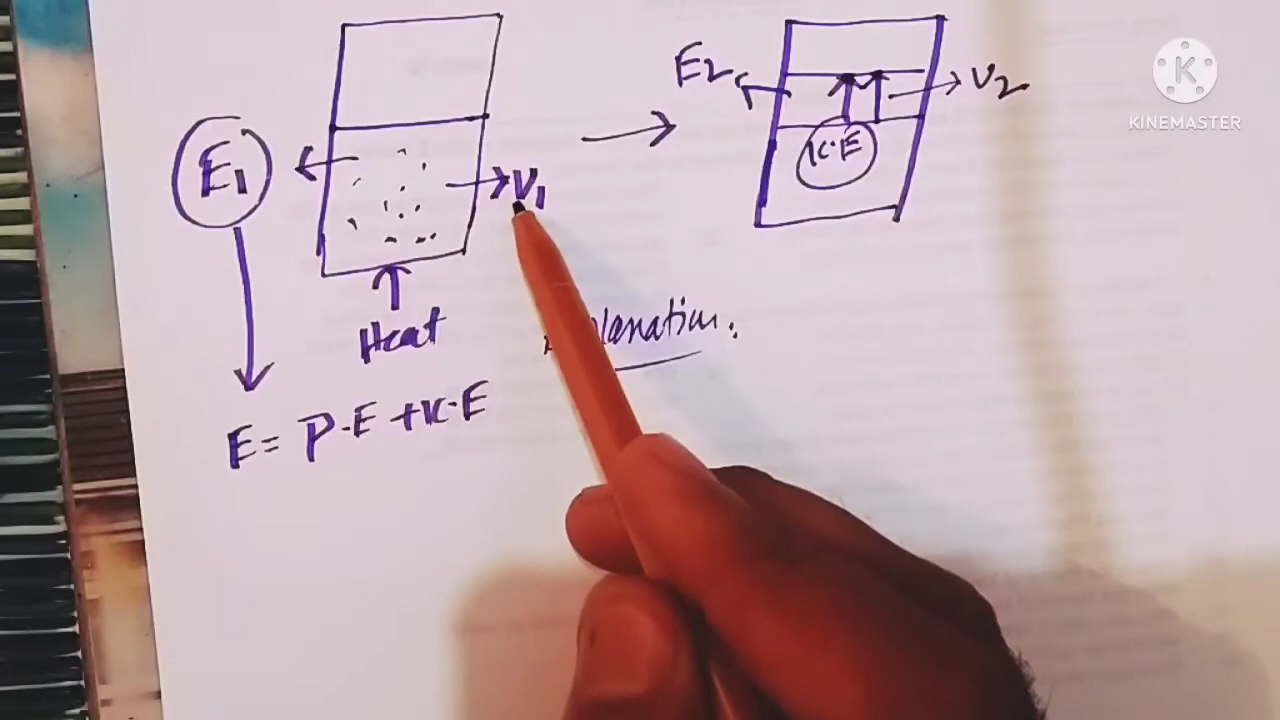 E1
V1
Heat
E = P.E + K.E
E2
V2
K.E
KINEMASTER